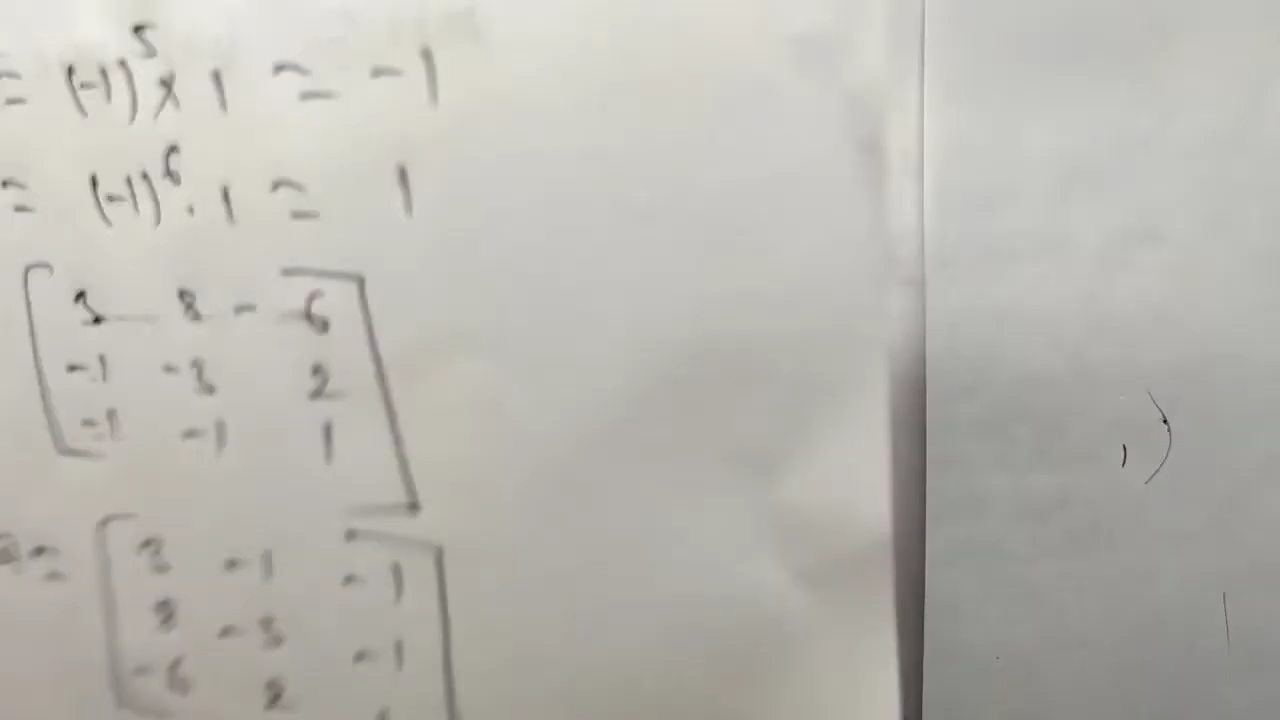 = (-1)^5 × 1 = -1
= (-1)^6 . 1 = 1
[ 3 8 - 6
-1 -3 2
-1 -1 1 ]
= [ 3 -1 -1
8 -3 -1
-6 2